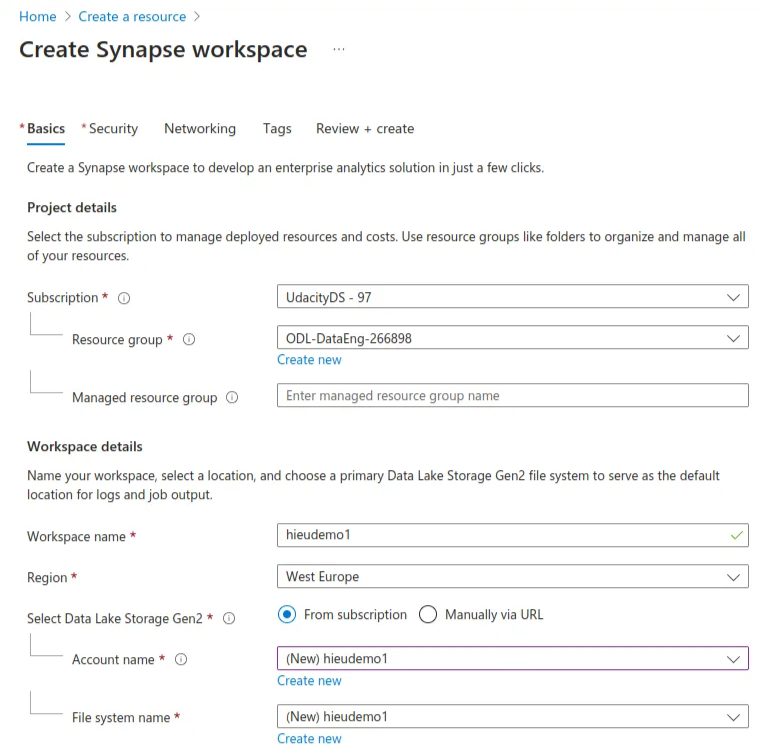 Home > Create a resource >
Create Synapse workspace ...
* Basics * Security Networking Tags Review + create
Create a Synapse workspace to develop an enterprise analytics solution in just a few clicks.
Project details
Select the subscription to manage deployed resources and costs. Use resource groups like folders to organize and manage all
of your resources.
Subscription * UdacityDS - 97
Resource group * ODL-DataEng-266898
Create new
Managed resource group Enter managed resource group name
Workspace details
Name your workspace, select a location, and choose a primary Data Lake Storage Gen2 file system to serve as the default
location for logs and job output.
Workspace name * hieudemo1
Region * West Europe
Select Data Lake Storage Gen2 * From subscription Manually via URL
Account name * (New) hieudemo1
Create new
File system name * (New) hieudemo1
Create new